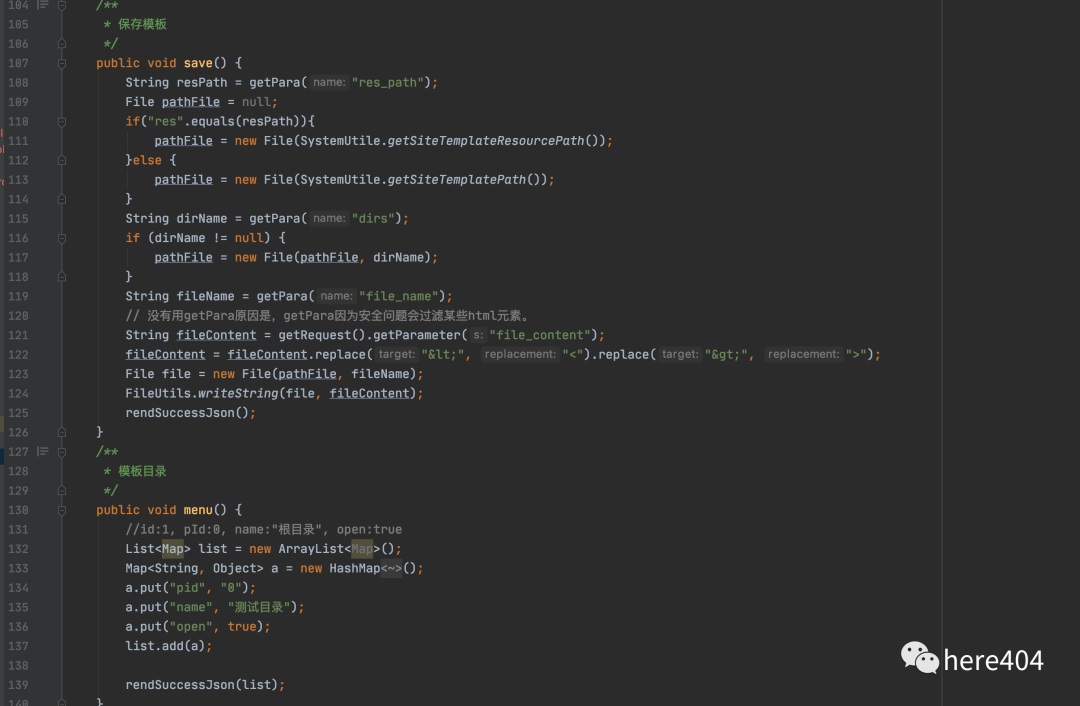 104 /**
105 * 保存模板
106 */
107 public void save() {
108 String resPath = getPara( name: "res_path");
109 File pathFile = null;
110 if("res".equals(resPath)){
111 pathFile = new File(SystemUtile.getSiteTemplateResourcePath());
112 }else {
113 pathFile = new File(SystemUtile.getSiteTemplatePath());
114 }
115 String dirName = getPara( name: "dirs");
116 if (dirName != null) {
117 pathFile = new File(pathFile, dirName);
118 }
119 String fileName = getPara( name: "file_name");
120 // 没有用getPara原因是，getPara因为安全问题会过滤某些html元素。
121 String fileContent = getRequest().getParameter( s: "file_content");
122 fileContent = fileContent.replace( target: "&lt;", replacement: "<").replace( target: "&gt;", replacement: ">");
123 File file = new File(pathFile, fileName);
124 FileUtils.writeString(file, fileContent);
125 rendSuccessJson();
126 }
127 /**
128 * 模板目录
129 */
130 public void menu() {
131 //id:1, pId:0, name:"根目录", open:true
132 List<Map> list = new ArrayList<Map>();
133 Map<String, Object> a = new HashMap<~>();
134 a.put("pid", "0");
135 a.put("name", "测试目录");
136 a.put("open", true);
137 list.add(a);
138
139 rendSuccessJson(list);
140 }
here404